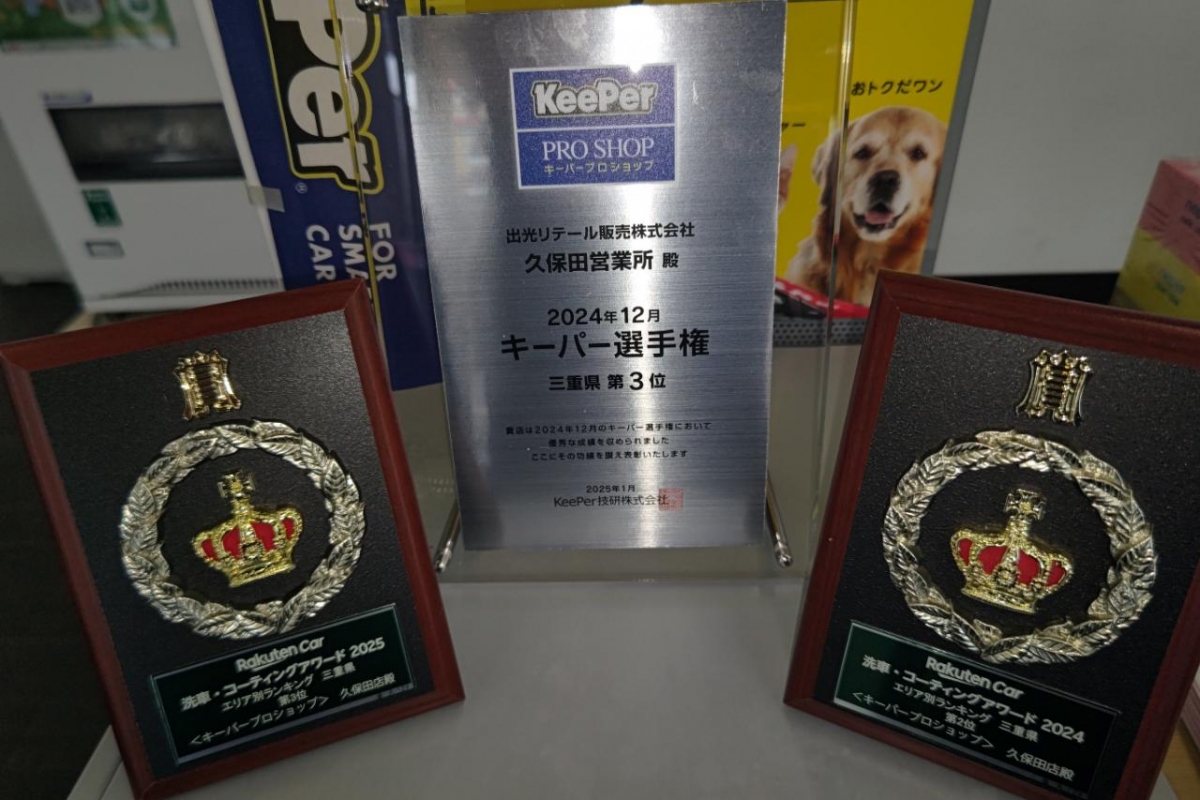 Per
FOR
SMA
CAR
おトクだワン
KeePer
PRO SHOP
キーパープロショップ
出光リテール販売株式会社
久保田営業所 殿
2024年12月
キーパー選手権
三重県 第3位
貴店は2024年12月のキーパー選手権において
優秀な成績を収められました
ここにその功績を讃え表彰いたします
2025年1月
KeePer技研株式会社
Rakuten Car
洗車・コーティングアワード 2025
エリア別ランキング 三重県
第3位
<キーパープロショップ> 久保田店殿
Rakuten Car
洗車・コーティングアワード 2024
エリア別ランキング 三重県
第2位
<キーパープロショップ> 久保田店殿